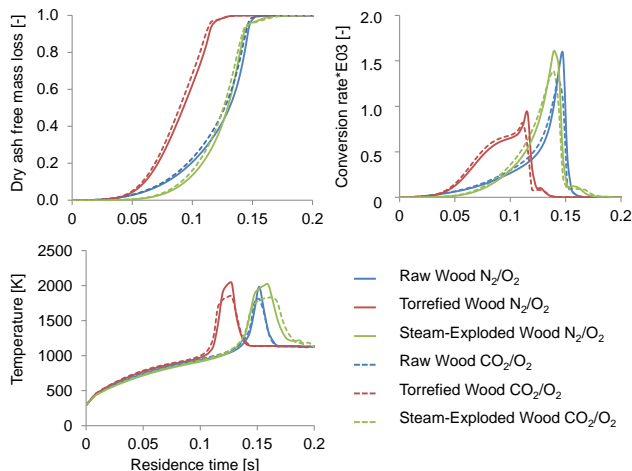 Dry ash free mass loss [-]
1.0
0.8
0.6
0.4
0.2
0.0
0 0.05 0.1 0.15 0.2
Conversion rate*E03 [-]
2
1.5
1.0
0.5
0
0 0.05 0.1 0.15 0.2
Temperature [K]
2500
2000
1500
1000
500
0
0 0.05 0.1 0.15 0.2
Residence time [s]
Raw Wood N₂/O₂
Torrefied Wood N₂/O₂
Steam-Exploded Wood N₂/O₂
Raw Wood CO₂/O₂
Torrefied Wood CO₂/O₂
Steam-Exploded Wood CO₂/O₂